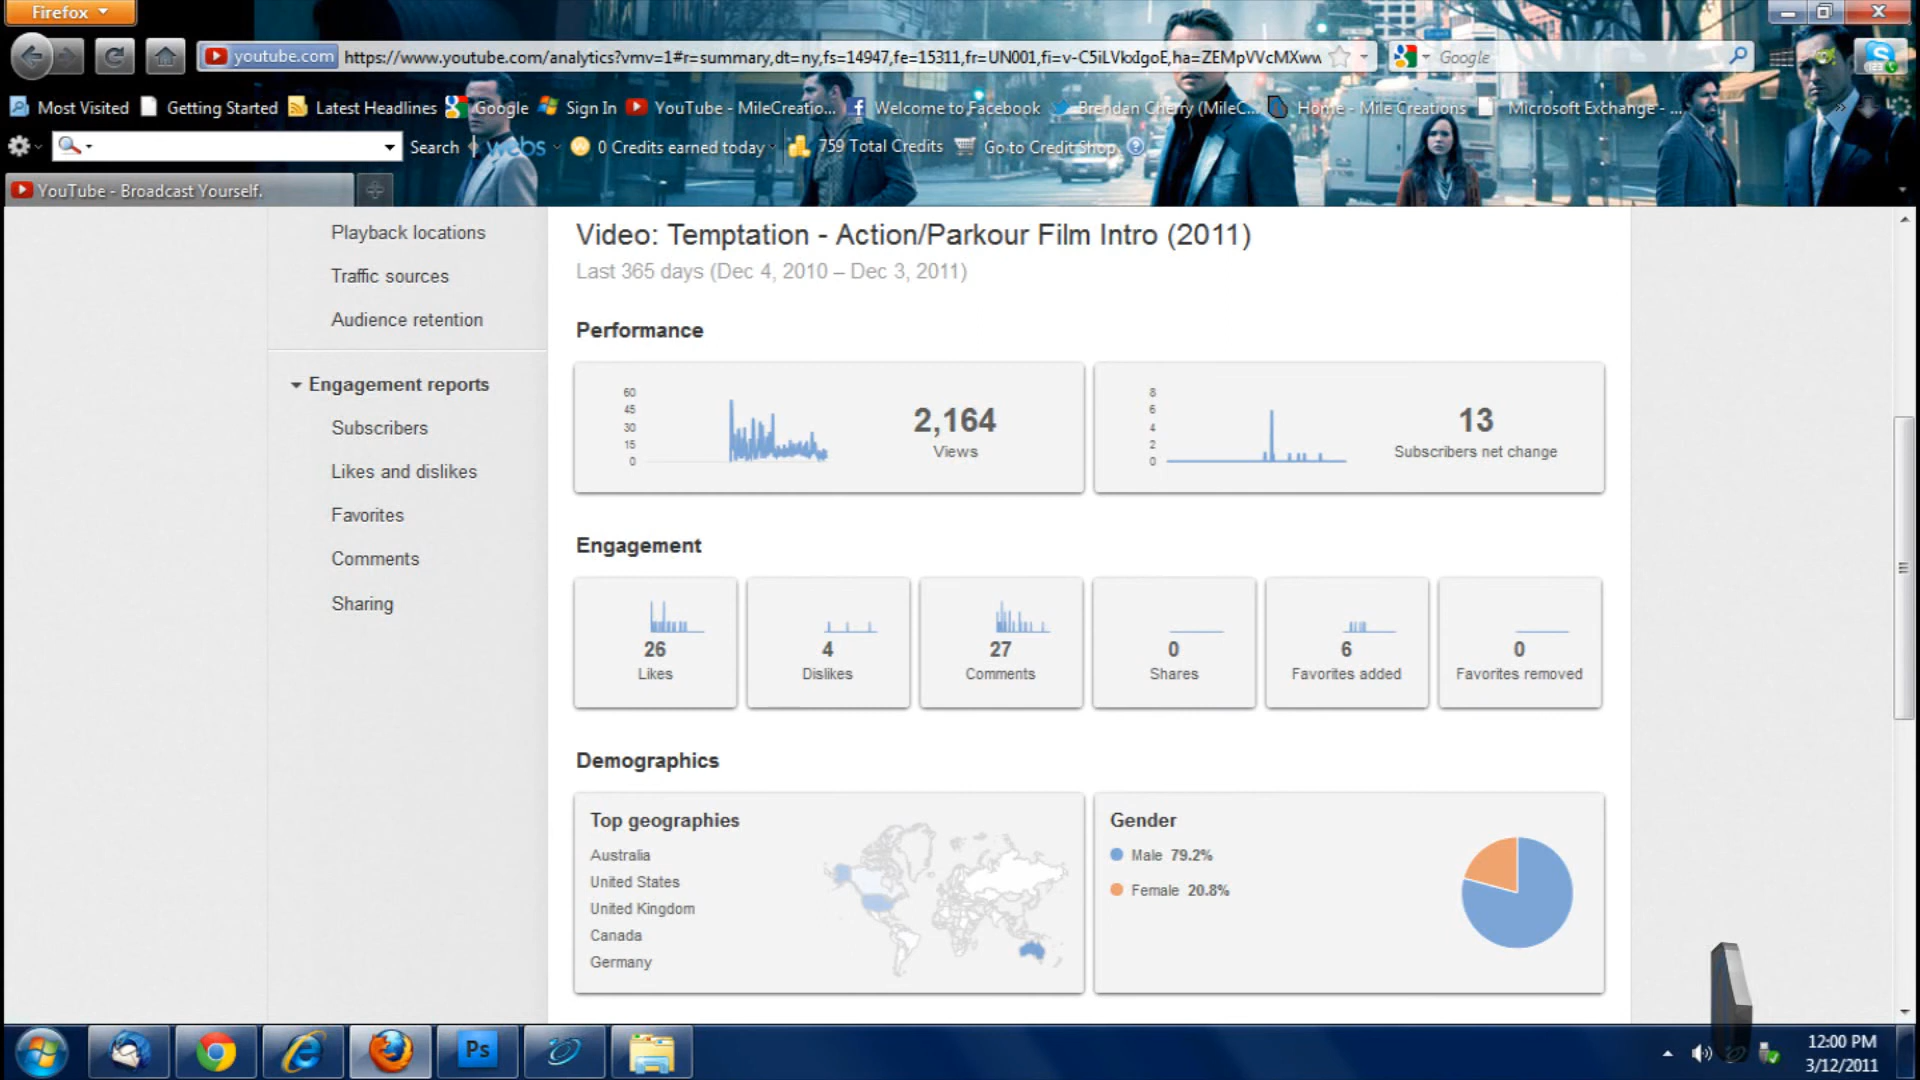 Firefox
youtube.com https://www.youtube.com/analytics?vmv=1#r=summary,dt=ny,fs=14947,fe=15311,fr=UN001,fi=v-C5iLVkxIgoE,ha=ZEMpVVcMXww
Google
Most Visited Getting Started Latest Headlines Google Sign In YouTube - MileCreatio... Welcome to Facebook Brendan Cherry (MileC... Home - Mile Creations Microsoft Exchange - ...
Search webs 0 Credits earned today 759 Total Credits Go to Credit Shop
YouTube - Broadcast Yourself.
Playback locations
Traffic sources
Audience retention
Engagement reports
Subscribers
Likes and dislikes
Favorites
Comments
Sharing
Video: Temptation - Action/Parkour Film Intro (2011)
Last 365 days (Dec 4, 2010 – Dec 3, 2011)
Performance
60
45
30
15
0
2,164
Views
8
6
4
2
0
13
Subscribers net change
Engagement
26
Likes
4
Dislikes
27
Comments
0
Shares
6
Favorites added
0
Favorites removed
Demographics
Top geographies
Australia
United States
United Kingdom
Canada
Germany
Gender
Male 79.2%
Female 20.8%
Ps
12:00 PM
3/12/2011